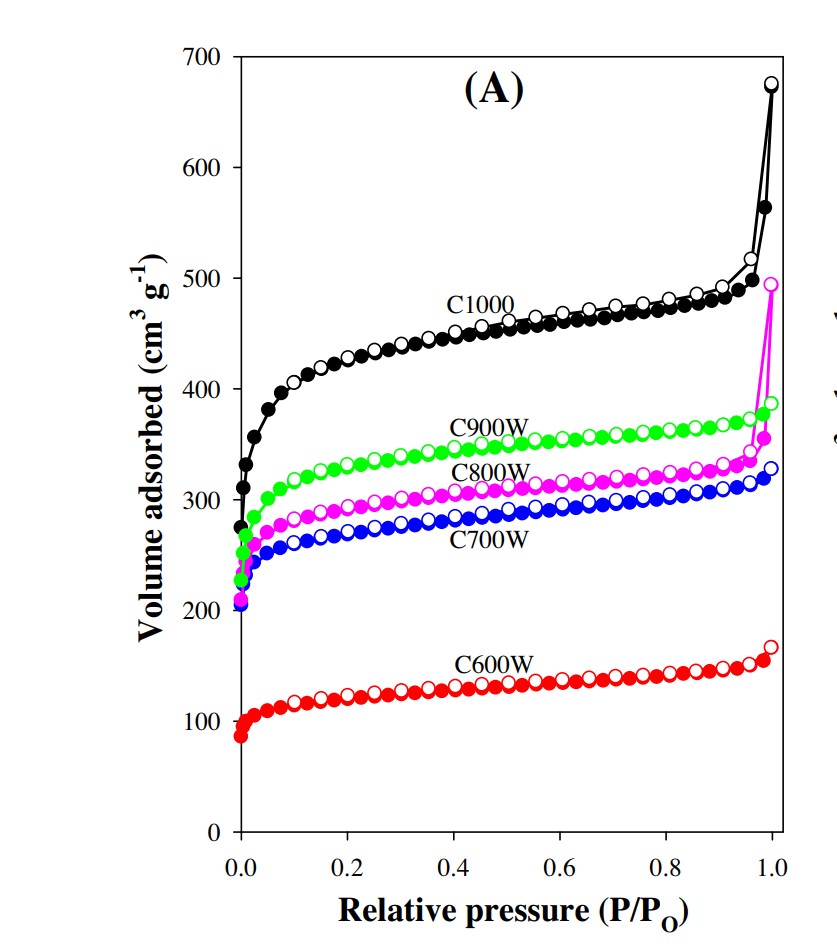 (A)
700
600
500
400
300
200
100
0
Volume adsorbed (cm³ g⁻¹)
C1000
C900W
C800W
C700W
C600W
0.0 0.2 0.4 0.6 0.8 1.0
Relative pressure (P/P_O)